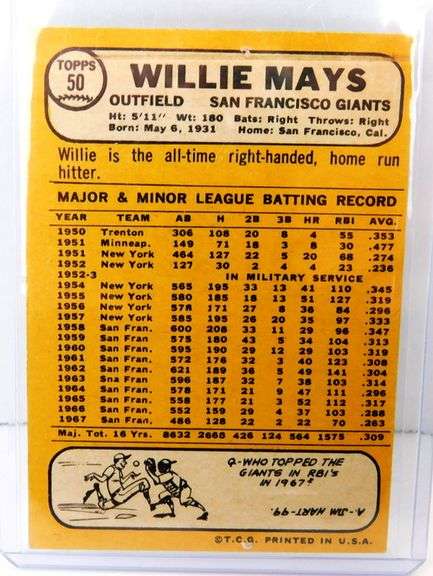 TOPPS
50
WILLIE MAYS
OUTFIELD SAN FRANCISCO GIANTS
Ht: 5'11" Wt: 180 Bats: Right Throws: Right
Born: May 6, 1931 Home: San Francisco, Cal.
Willie is the all-time right-handed, home run
hitter.
MAJOR & MINOR LEAGUE BATTING RECORD
YEAR TEAM AB H 2B 3B HR RBI AVG.
1950 Trenton 306 108 20 8 4 55 .353
1951 Minneap. 149 71 18 3 8 30 .477
1951 New York 464 127 22 5 20 68 .274
1952 New York 127 30 2 4 4 23 .236
1952-3 IN MILITARY SERVICE
1954 New York 565 195 33 13 41 110 .345
1955 New York 580 185 18 13 51 127 .319
1956 New York 578 171 27 8 36 84 .296
1957 New York 585 195 26 20 35 97 .333
1958 San Fran. 600 208 33 11 29 96 .347
1959 San Fran. 575 180 43 5 34 104 .313
1960 San Fran. 595 190 29 12 29 103 .319
1961 San Fran. 572 176 32 4 40 123 .308
1962 San Fran. 621 189 36 5 49 141 .304
1963 Sna Fran. 596 187 32 7 38 103 .314
1964 San Fran. 578 171 21 9 47 111 .296
1965 San Fran. 558 177 21 3 52 112 .317
1966 San Fran. 552 159 29 4 37 103 .288
1967 San Fran. 486 128 22 2 22 70 .263
Maj. Tot. 16 Yrs. 8632 2668 426 124 564 1575 .309
Q-WHO TOPPED THE
GIANTS IN RBI'S
IN 1967?
A- JIM HART-99.
©T.C.G. PRINTED IN U.S.A.